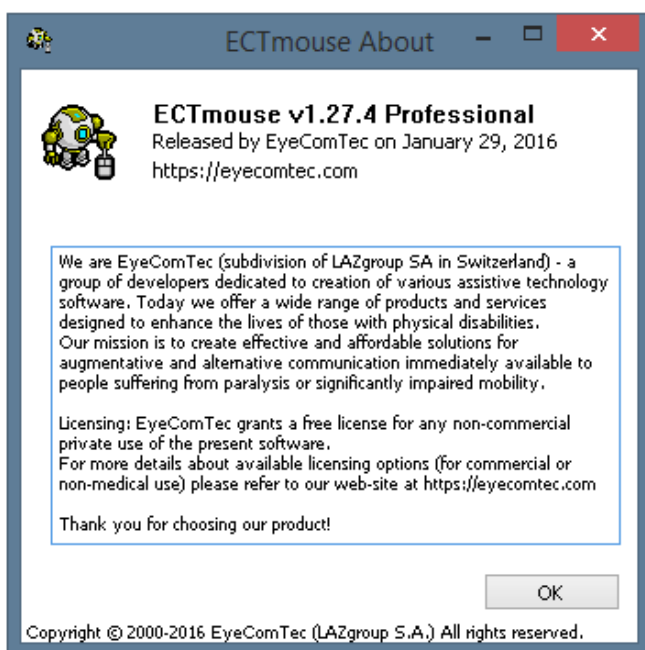 ECTmouse About
ECTmouse v1.27.4 Professional
Released by EyeComTec on January 29, 2016
https://eyecomtec.com
We are EyeComTec (subdivision of LAZgroup SA in Switzerland) - a
group of developers dedicated to creation of various assistive technology
software. Today we offer a wide range of products and services
designed to enhance the lives of those with physical disabilities.
Our mission is to create effective and affordable solutions for
augmentative and alternative communication immediately available to
people suffering from paralysis or significantly impaired mobility.
Licensing: EyeComTec grants a free license for any non-commercial
private use of the present software.
For more details about available licensing options (for commercial or
non-medical use) please refer to our web-site at https://eyecomtec.com
Thank you for choosing our product!
OK
Copyright © 2000-2016 EyeComTec (LAZgroup S.A.) All rights reserved.